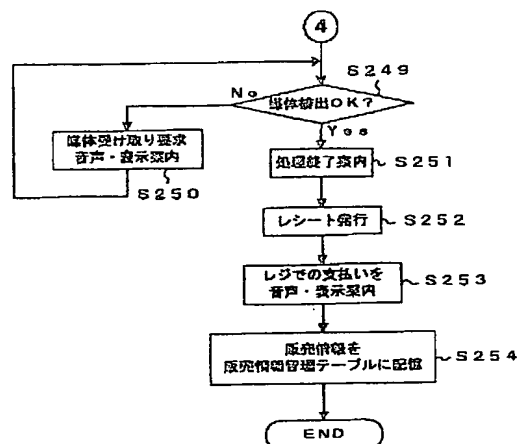 4
S249
No
媒体排出OK?
Yes
媒体受け取り要求
音声・表示案内
S250
処理終了案内
S251
レシート発行
S252
レジでの支払いを
音声・表示案内
S253
販売情報を
販売情報管理テーブルに記憶
S254
END